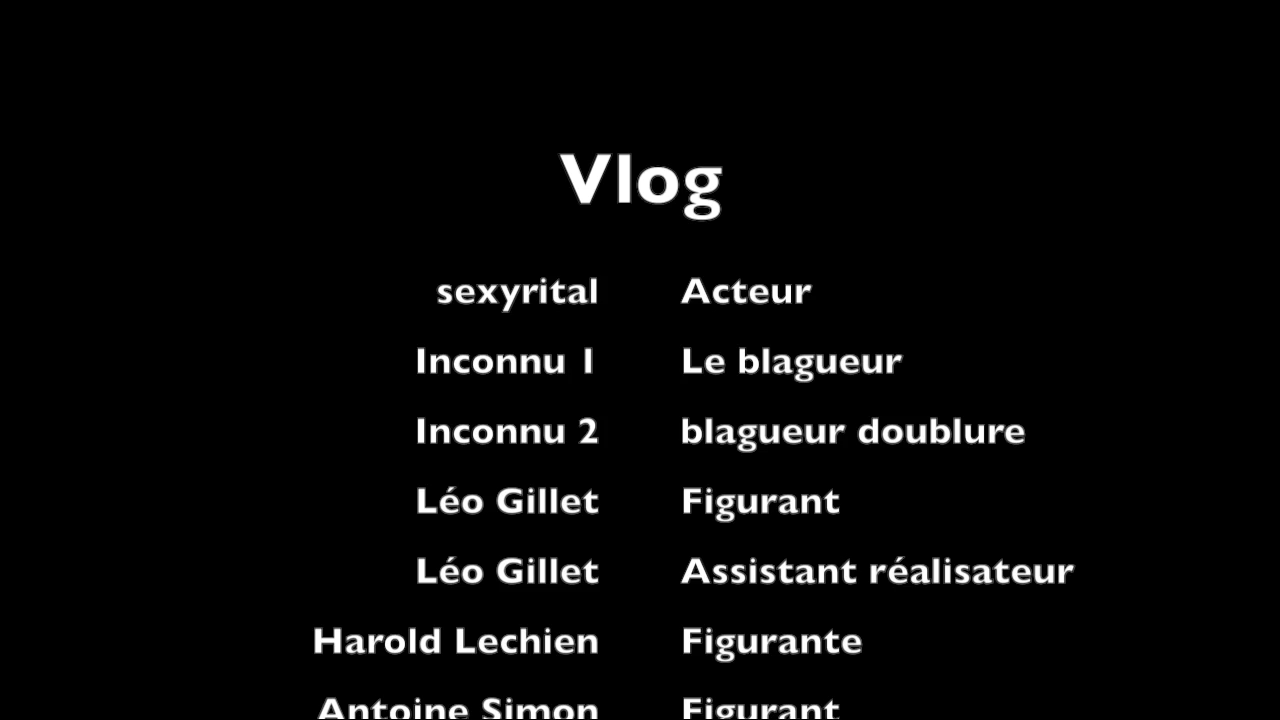 Vlog
sexyrital Acteur
Inconnu 1 Le blagueur
Inconnu 2 blagueur doublure
Léo Gillet Figurant
Léo Gillet Assistant réalisateur
Harold Lechien Figurante
Antoine Simon Figurant